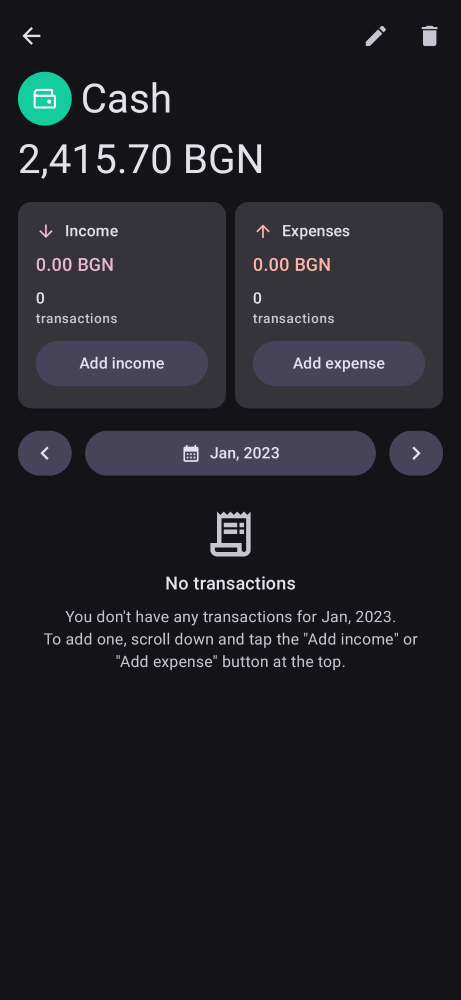 Cash
2,415.70 BGN
Income
0.00 BGN
0
transactions
Add income
Expenses
0.00 BGN
0
transactions
Add expense
Jan, 2023
No transactions
You don't have any transactions for Jan, 2023.
To add one, scroll down and tap the "Add income" or
"Add expense" button at the top.